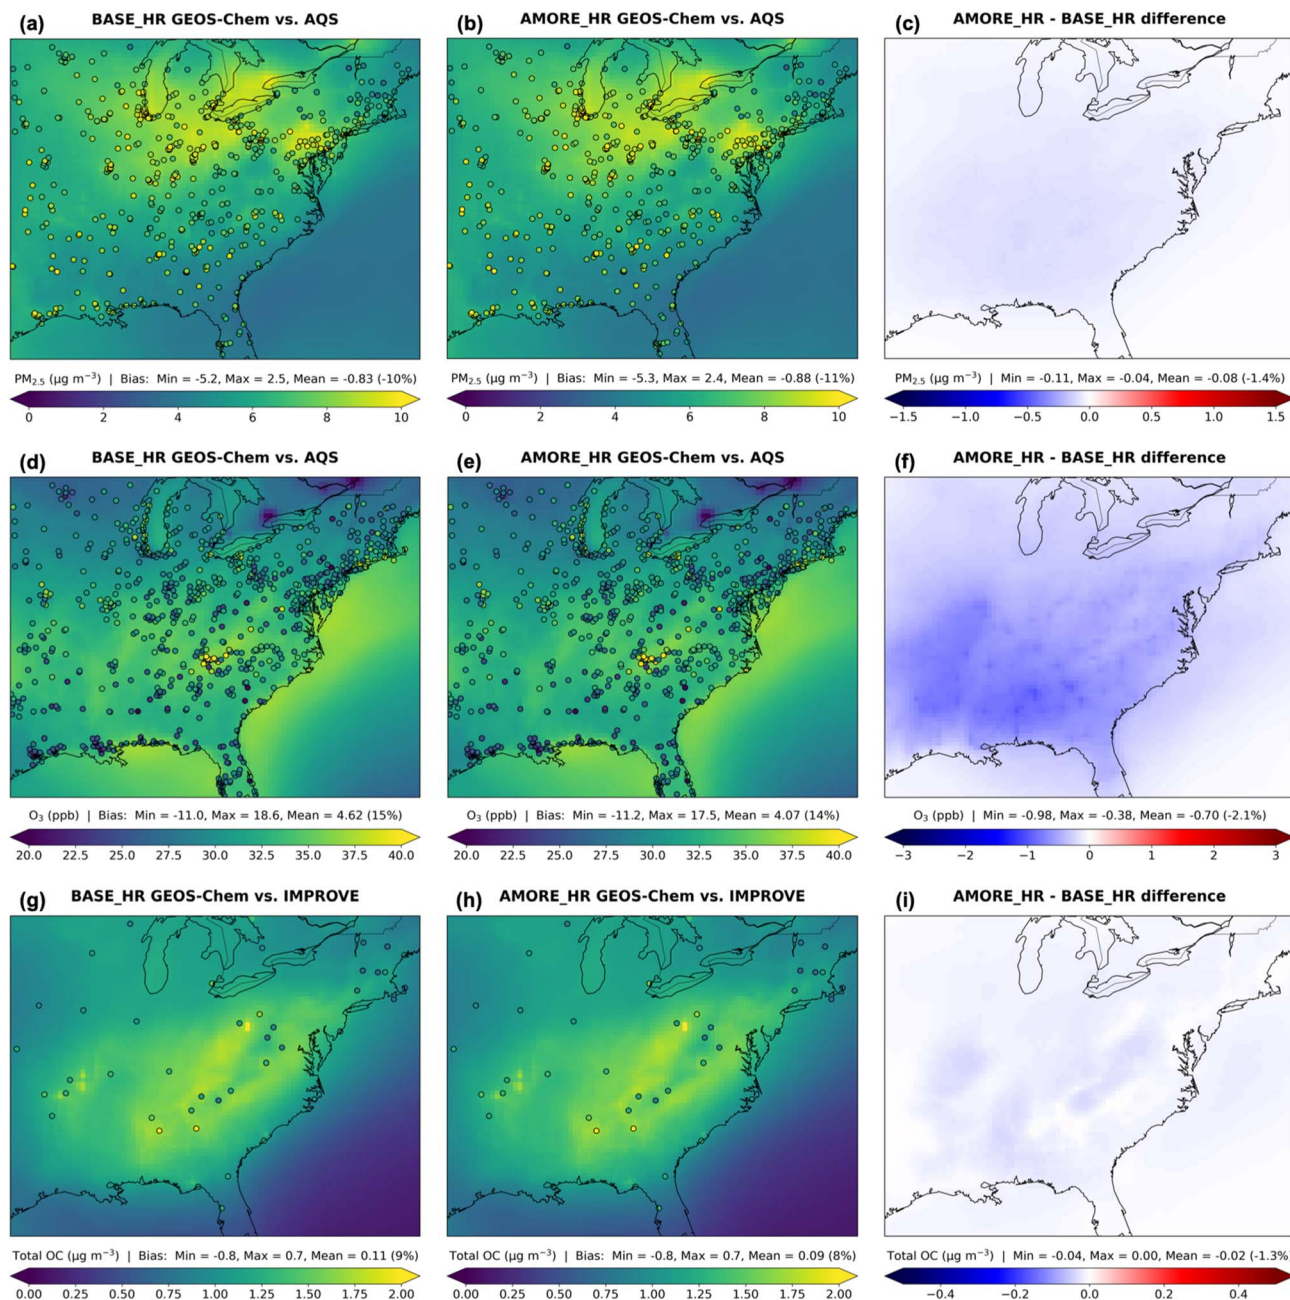 (a) BASE_HR GEOS-Chem vs. AQS
(b) AMORE_HR GEOS-Chem vs. AQS
(c) AMORE_HR - BASE_HR difference
PM2.5 (μg m−3) | Bias: Min = -5.2, Max = 2.5, Mean = -0.83 (-10%)
0 2 4 6 8 10
PM2.5 (μg m−3) | Bias: Min = -5.3, Max = 2.4, Mean = -0.88 (-11%)
0 2 4 6 8 10
PM2.5 (μg m−3) | Min = -0.11, Max = -0.04, Mean = -0.08 (-1.4%)
−1.5 −1.0 −0.5 0.0 0.5 1.0 1.5
(d) BASE_HR GEOS-Chem vs. AQS
(e) AMORE_HR GEOS-Chem vs. AQS
(f) AMORE_HR - BASE_HR difference
O3 (ppb) | Bias: Min = -11.0, Max = 18.6, Mean = 4.62 (15%)
20.0 22.5 25.0 27.5 30.0 32.5 35.0 37.5 40.0
O3 (ppb) | Bias: Min = -11.2, Max = 17.5, Mean = 4.07 (14%)
20.0 22.5 25.0 27.5 30.0 32.5 35.0 37.5 40.0
O3 (ppb) | Min = -0.98, Max = -0.38, Mean = -0.70 (-2.1%)
−3 −2 −1 0 1 2 3
(g) BASE_HR GEOS-Chem vs. IMPROVE
(h) AMORE_HR GEOS-Chem vs. IMPROVE
(i) AMORE_HR - BASE_HR difference
Total OC (μg m−3) | Bias: Min = -0.8, Max = 0.7, Mean = 0.11 (9%)
0.00 0.25 0.50 0.75 1.00 1.25 1.50 1.75 2.00
Total OC (μg m−3) | Bias: Min = -0.8, Max = 0.7, Mean = 0.09 (8%)
0.00 0.25 0.50 0.75 1.00 1.25 1.50 1.75 2.00
Total OC (μg m−3) | Min = -0.04, Max = 0.00, Mean = -0.02 (-1.3%)
−0.4 −0.2 0.0 0.2 0.4